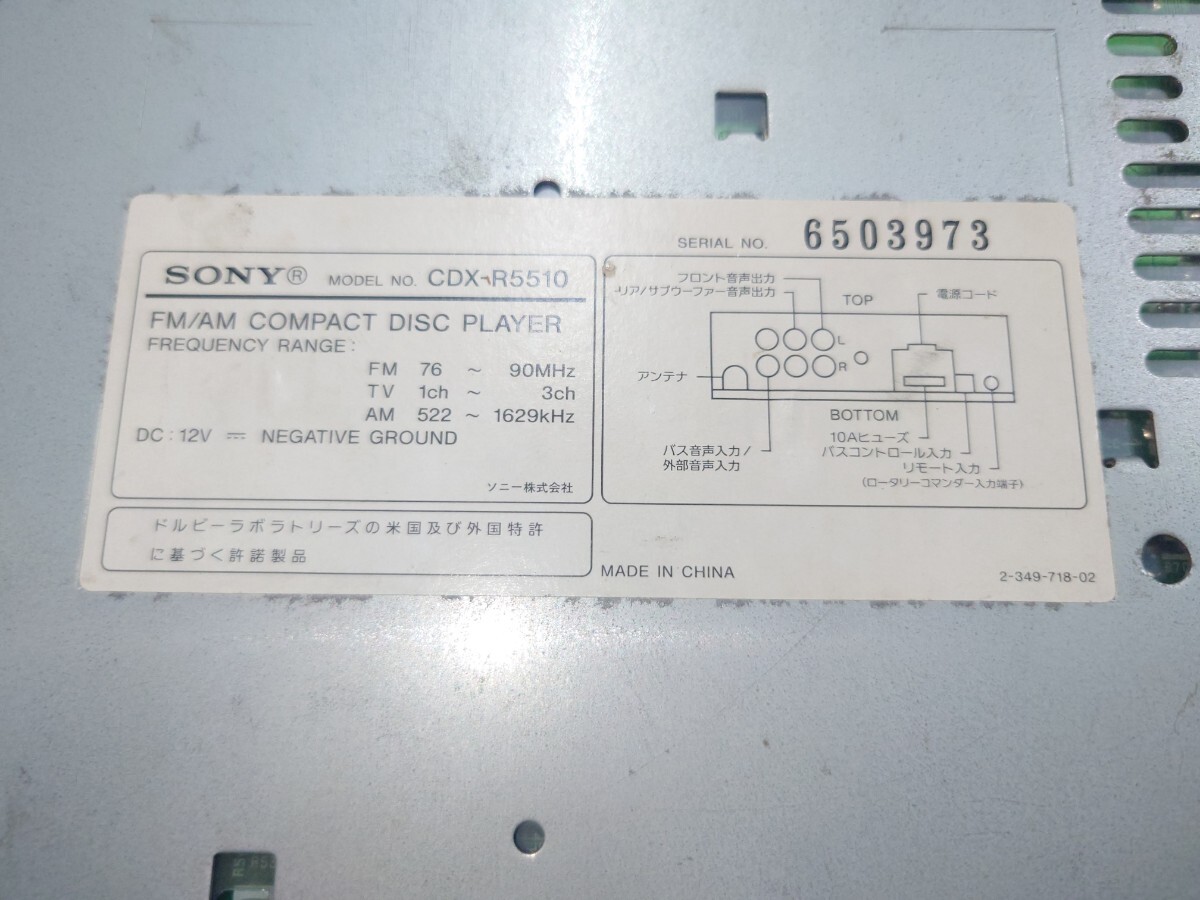 SERIAL NO. 6503973
SONY® MODEL NO. CDX-R5510
FM/AM COMPACT DISC PLAYER
FREQUENCY RANGE:
FM 76 ~ 90MHz
TV 1ch ~ 3ch
AM 522 ~ 1629kHz
DC:12V ⎓ NEGATIVE GROUND
ソニー株式会社
ドルビーラボラトリーズの米国及び外国特許
に基づく許諾製品
フロント音声出力
リア/サブウーファー音声出力
TOP
電源コード
L
R
アンテナ
BOTTOM
バス音声入力/
外部音声入力
10Aヒューズ
バスコントロール入力
リモート入力
(ロータリーコマンダー入力端子)
MADE IN CHINA
2-349-718-02